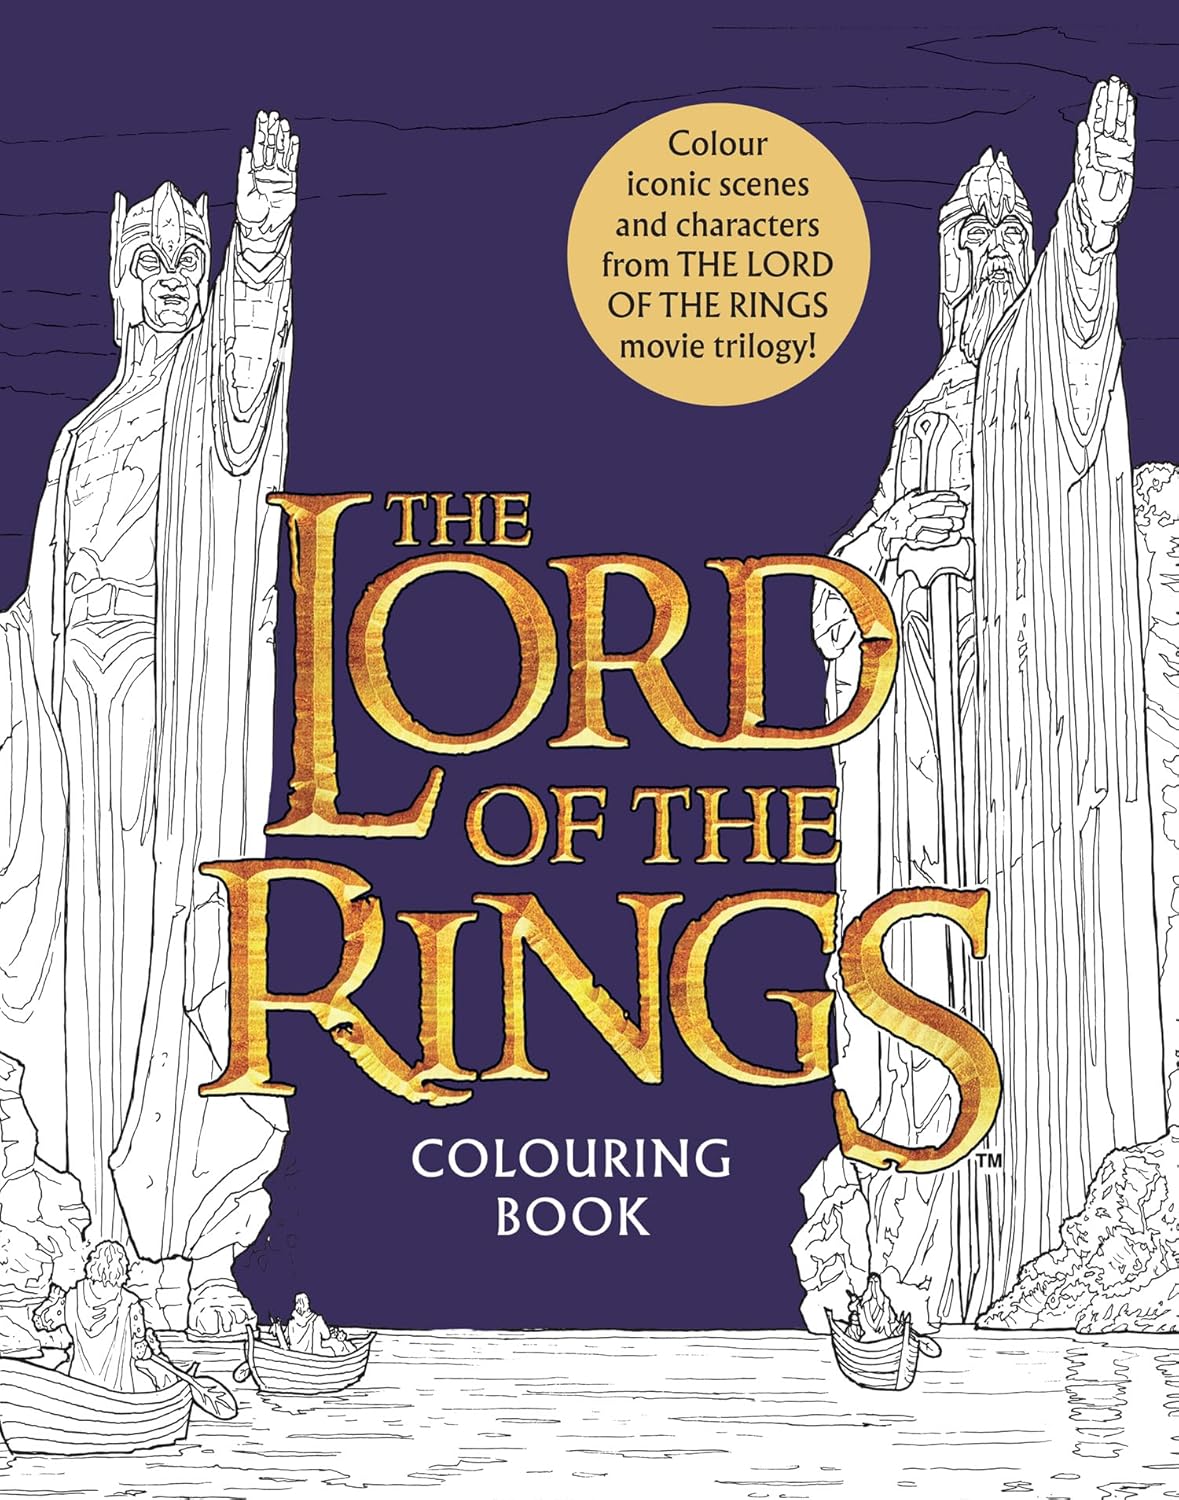 Colour
iconic scenes
and characters
from THE LORD
OF THE RINGS
movie trilogy!
THE
LORD
OF THE
RINGS
TM
COLOURING
BOOK